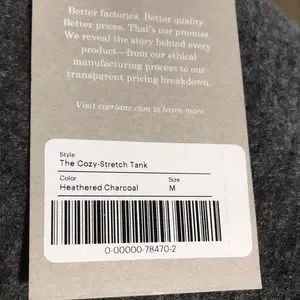 Better factories. Better quality.
Better prices. That's our promise.
We reveal the story behind every
product—from our ethical
manufacturing process to our
transparent pricing breakdown.
Visit everlane.com to learn more.
Style
The Cozy-Stretch Tank
Color Size
Heathered Charcoal M
0-00000-78470-2